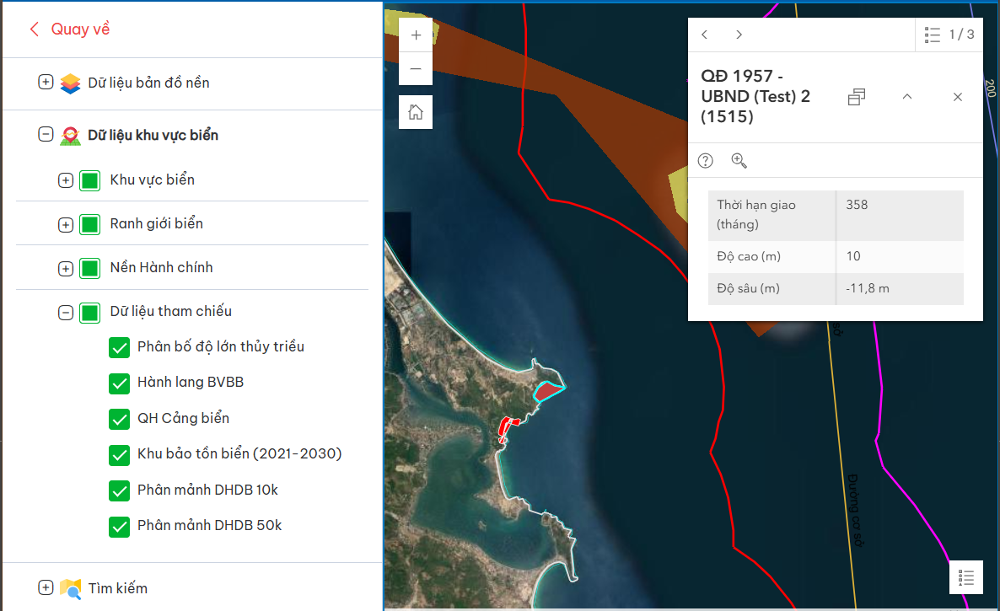 Quay về
Dữ liệu bản đồ nền
Dữ liệu khu vực biển
Khu vực biển
Ranh giới biển
Nền Hành chính
Dữ liệu tham chiếu
Phân bố độ lớn thủy triều
Hành lang BVBB
QH Cảng biển
Khu bảo tồn biển (2021-2030)
Phân mảnh DHDB 10k
Phân mảnh DHDB 50k
Tìm kiếm
1 / 3
QĐ 1957 -
UBND (Test) 2
(1515)
Thời hạn giao
(tháng)
358
Độ cao (m)
10
Độ sâu (m)
-11,8 m
200
sở
Đường cơ sở